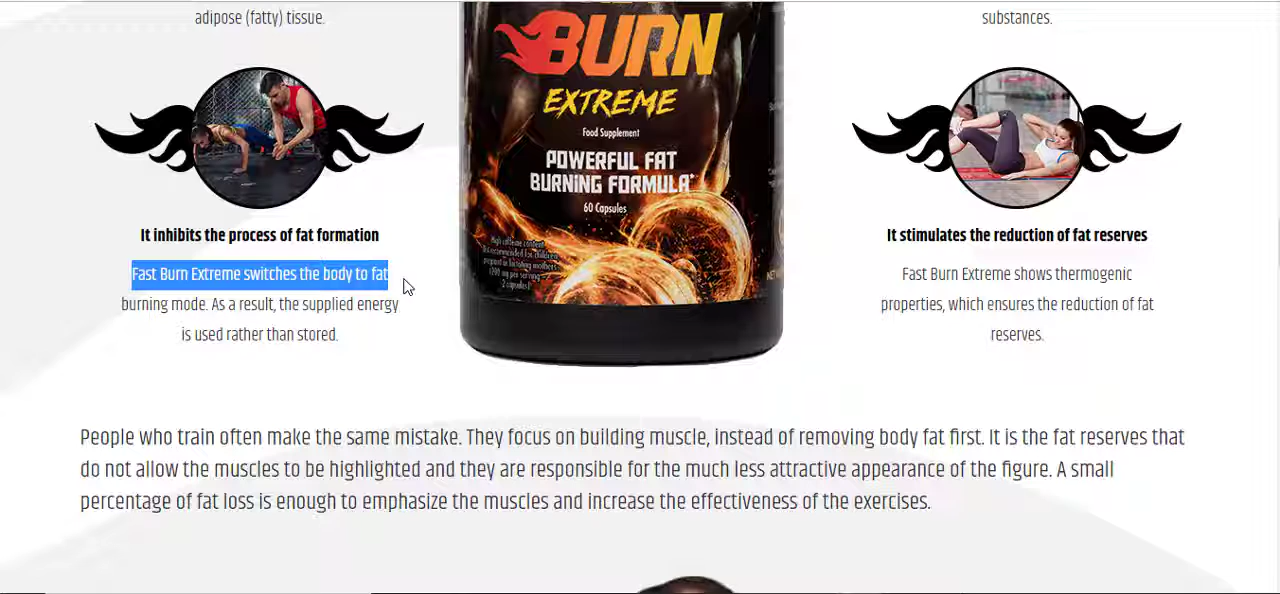 adipose (fatty) tissue.
substances.
BURN
EXTREME
Food Supplement
POWERFUL FAT
BURNING FORMULA*
60 Capsules
High caffeine content.
2 capsules)
It inhibits the process of fat formation
Fast Burn Extreme switches the body to fat
burning mode. As a result, the supplied energy
is used rather than stored.
It stimulates the reduction of fat reserves
Fast Burn Extreme shows thermogenic
properties, which ensures the reduction of fat
reserves.
People who train often make the same mistake. They focus on building muscle, instead of removing body fat first. It is the fat reserves that
do not allow the muscles to be highlighted and they are responsible for the much less attractive appearance of the figure. A small
percentage of fat loss is enough to emphasize the muscles and increase the effectiveness of the exercises.